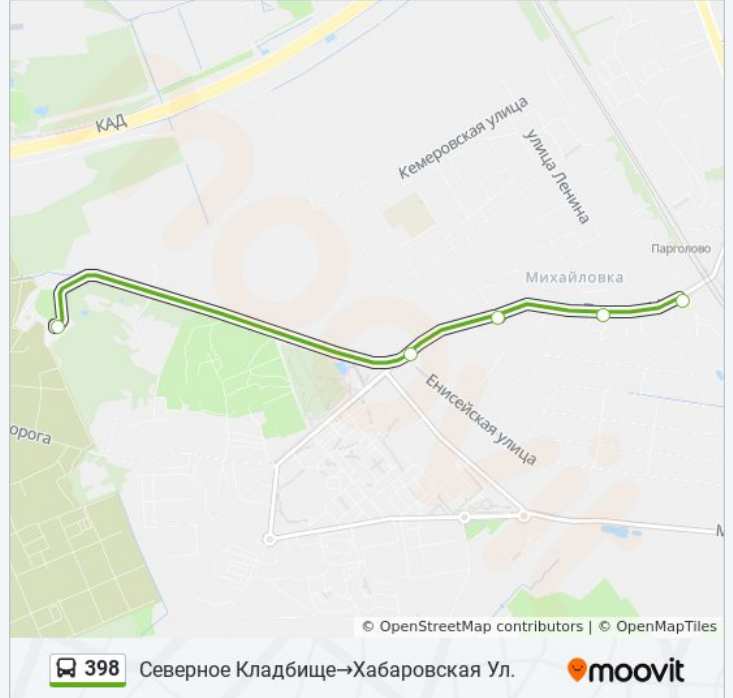 КАД
Кемеровская улица
улица Ленина
Парголово
Михайловка
Енисейская улица
орога
М
© OpenStreetMap contributors | © OpenMapTiles
398 Северное Кладбище→Хабаровская Ул. moovit